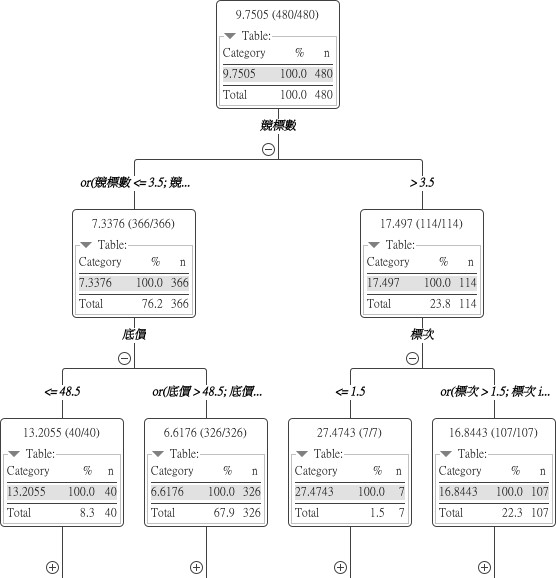 9.7505 (480/480)
Table:
Category % n
9.7505 100.0 480
Total 100.0 480
競標數
or(競標數 <= 3.5; 競...
> 3.5
7.3376 (366/366)
Table:
Category % n
7.3376 100.0 366
Total 76.2 366
17.497 (114/114)
Table:
Category % n
17.497 100.0 114
Total 23.8 114
底價
標次
<= 48.5
or(底價 > 48.5; 底價...
<= 1.5
or(標次 > 1.5; 標次 i...
13.2055 (40/40)
Table:
Category % n
13.2055 100.0 40
Total 8.3 40
6.6176 (326/326)
Table:
Category % n
6.6176 100.0 326
Total 67.9 326
27.4743 (7/7)
Table:
Category % n
27.4743 100.0 7
Total 1.5 7
16.8443 (107/107)
Table:
Category % n
16.8443 100.0 107
Total 22.3 107